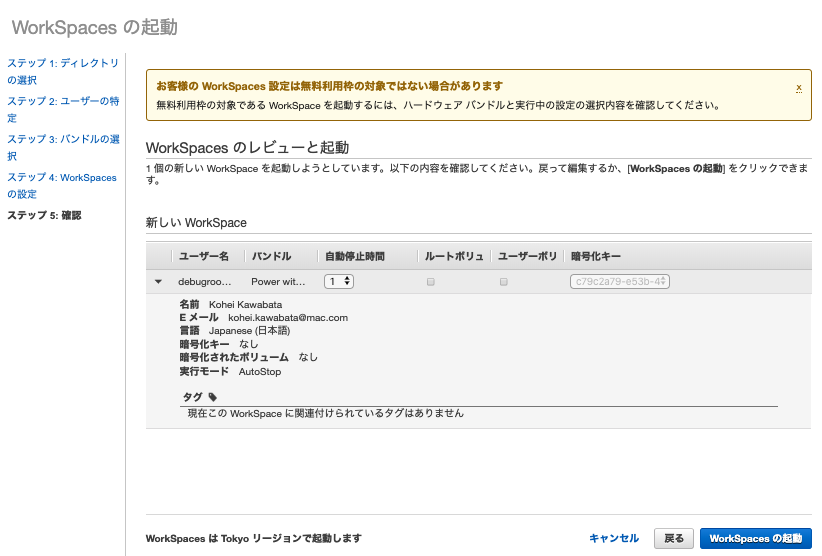 WorkSpaces の起動
ステップ 1: ディレクトリ
の選択
ステップ 2: ユーザーの特
定
ステップ 3: バンドルの選
択
ステップ 4: WorkSpaces
の設定
ステップ 5: 確認
お客様の WorkSpaces 設定は無料利用枠の対象ではない場合があります
x
無料利用枠の対象である WorkSpace を起動するには、ハードウェア バンドルと実行中の設定の選択内容を確認してください。
WorkSpaces のレビューと起動
1 個の新しい WorkSpace を起動しようとしています。以下の内容を確認してください。戻って編集するか、[WorkSpaces の起動] をクリックできま
す。
新しい WorkSpace
ユーザー名 バンドル 自動停止時間 ルートボリュ ユーザーボリ 暗号化キー
debugroo... Power wit... 1 c79c2a79-e53b-4
名前 Kohei Kawabata
E メール kohei.kawabata@mac.com
言語 Japanese (日本語)
暗号化キー なし
暗号化されたボリューム なし
実行モード AutoStop
タグ
現在この WorkSpace に関連付けられているタグはありません
WorkSpaces は Tokyo リージョンで起動します
キャンセル 戻る WorkSpaces の起動